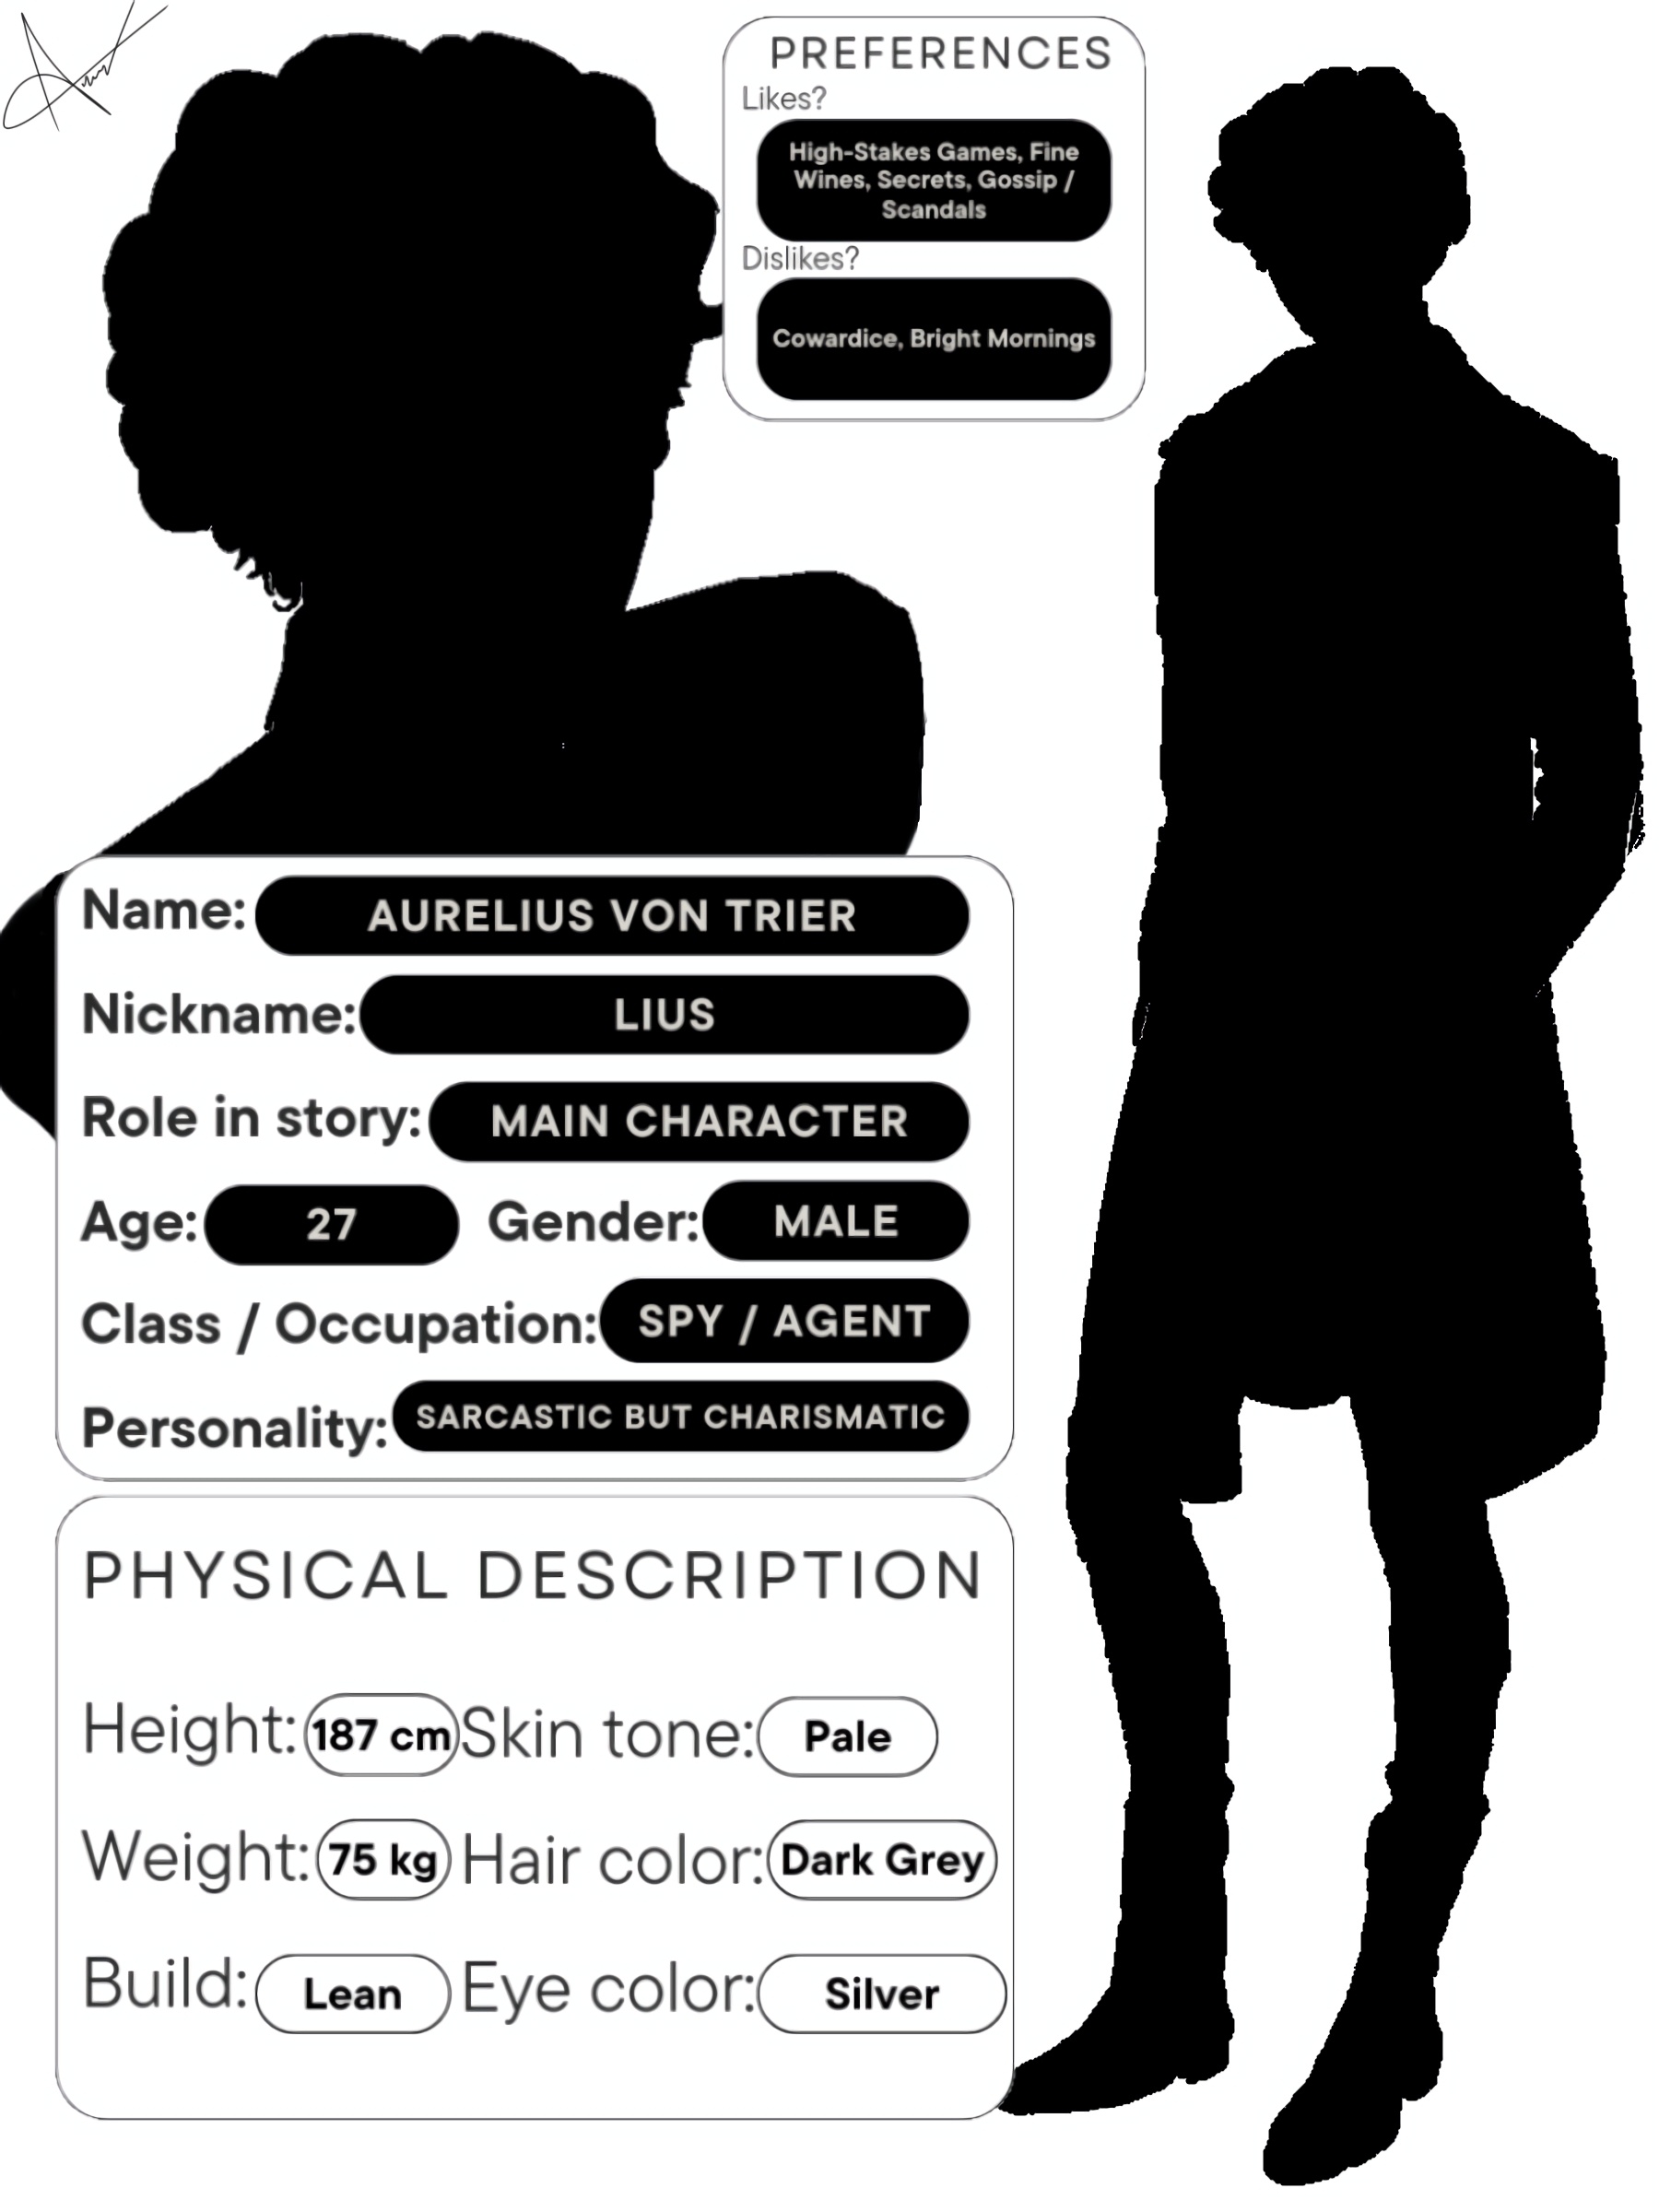 PREFERENCES
Likes?
High-Stakes Games, Fine
Wines, Secrets, Gossip /
Scandals
Dislikes?
Cowardice, Bright Mornings
Name: AURELIUS VON TRIER
Nickname: LIUS
Role in story: MAIN CHARACTER
Age: 27 Gender: MALE
Class / Occupation: SPY / AGENT
Personality: SARCASTIC BUT CHARISMATIC
PHYSICAL DESCRIPTION
Height: 187 cm Skin tone: Pale
Weight: 75 kg Hair color: Dark Grey
Build: Lean Eye color: Silver